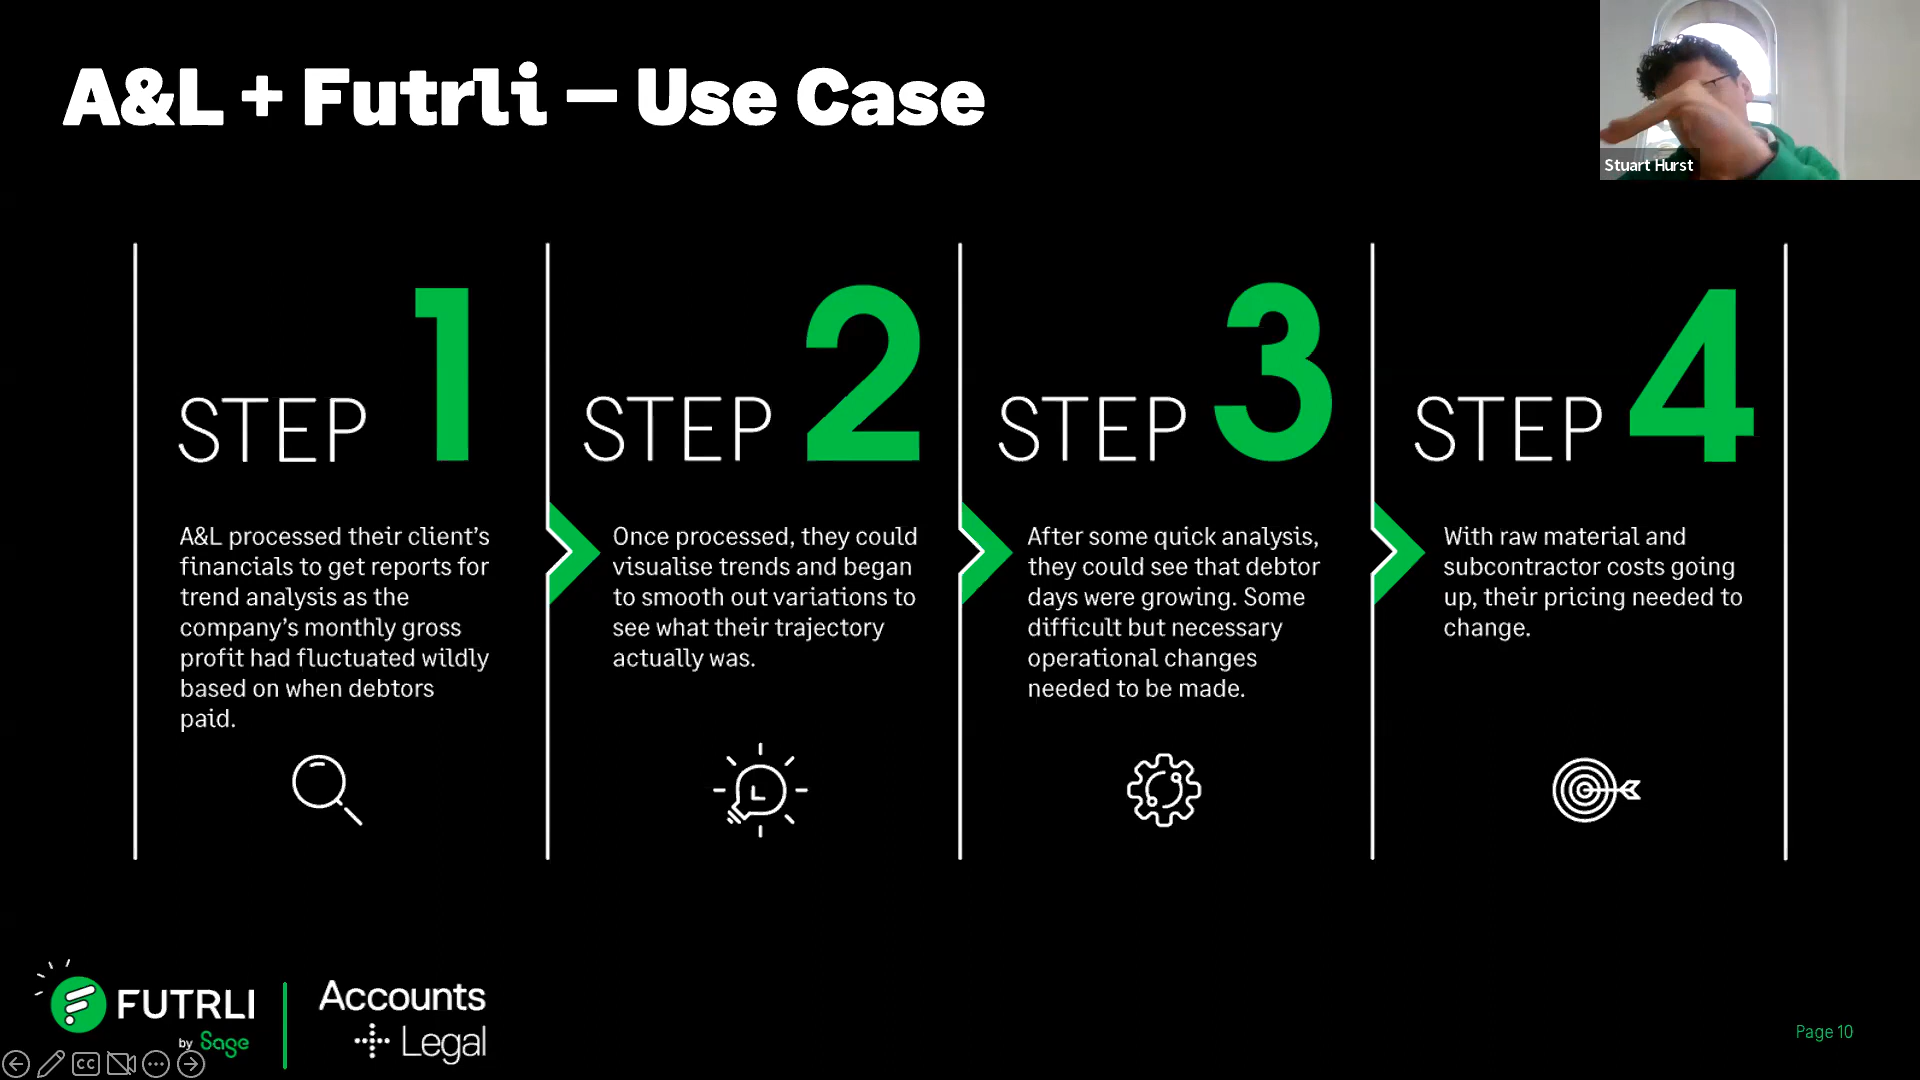 A&L + Futrli – Use Case
Stuart Hurst
STEP 1
A&L processed their client’s
financials to get reports for
trend analysis as the
company’s monthly gross
profit had fluctuated wildly
based on when debtors
paid.
STEP 2
Once processed, they could
visualise trends and began
to smooth out variations to
see what their trajectory
actually was.
STEP 3
After some quick analysis,
they could see that debtor
days were growing. Some
difficult but necessary
operational changes
needed to be made.
STEP 4
With raw material and
subcontractor costs going
up, their pricing needed to
change.
FUTRLI
by Sage
Accounts
Legal
CC
Page 10